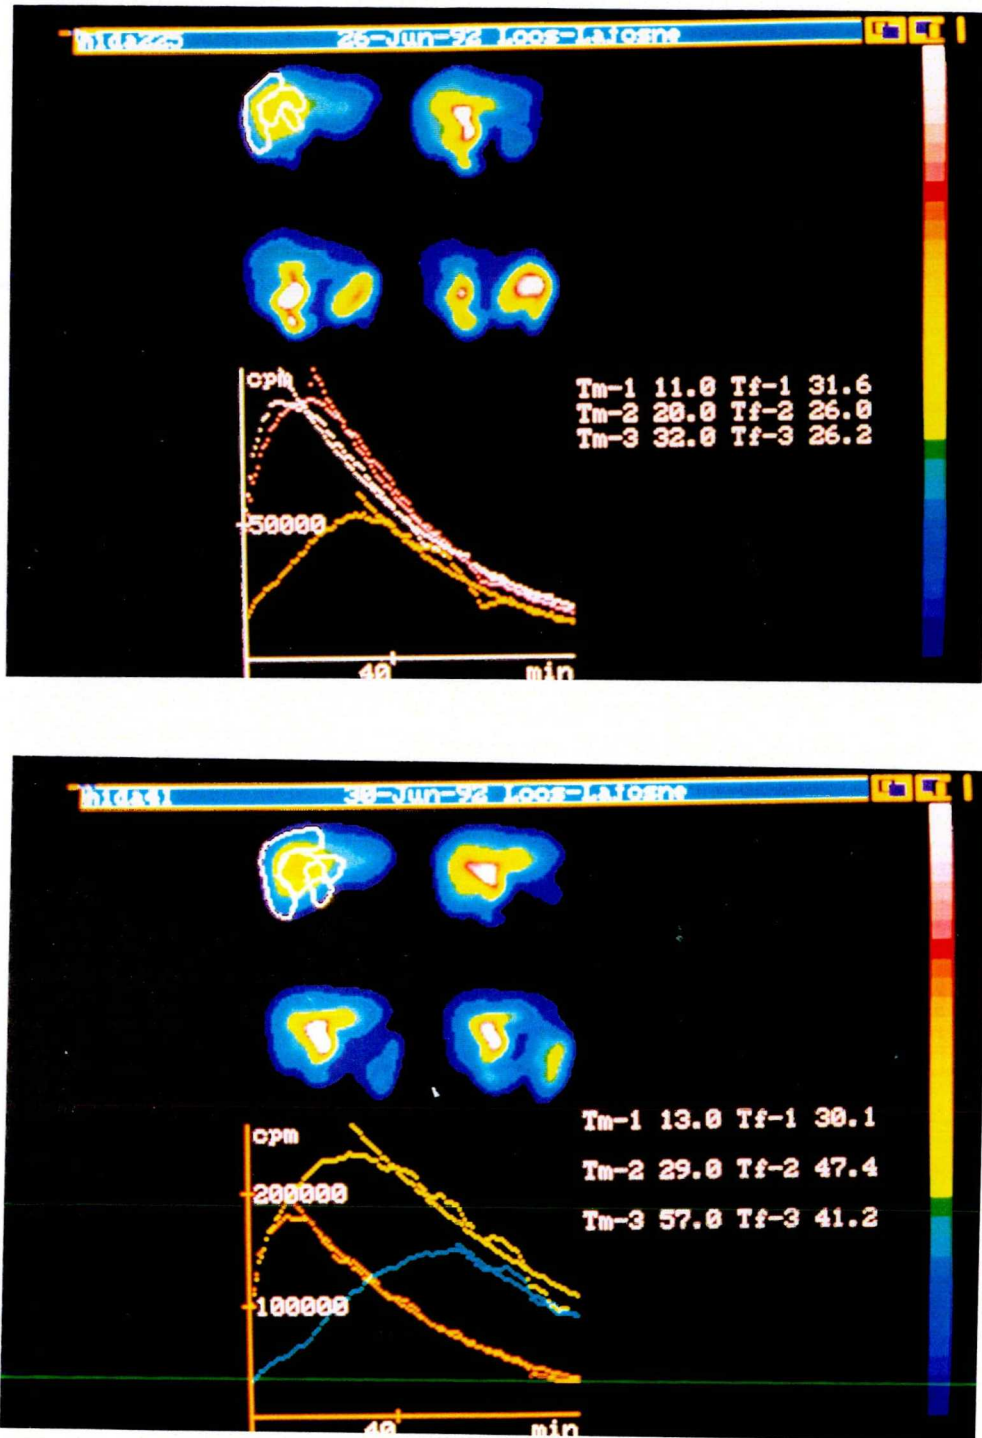 hida225 26-Jun-92 Loos-Lafosne
cpm
Tm-1 11.0 Tf-1 31.6
Tm-2 20.0 Tf-2 26.0
Tm-3 32.0 Tf-3 26.2
50000
40 min
hida41 30-Jun-92 Loos-Lafosne
cpm
Tm-1 13.0 Tf-1 30.1
Tm-2 29.0 Tf-2 47.4
200000
Tm-3 57.0 Tf-3 41.2
100000
40 min